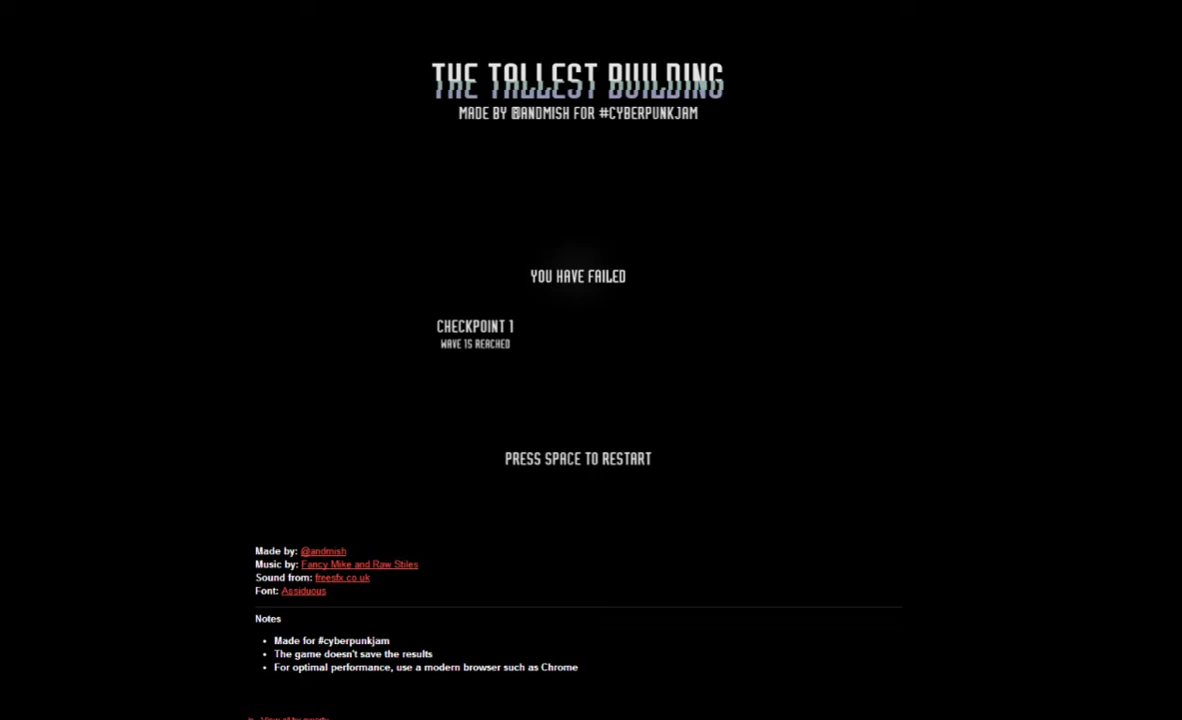 THE TALLEST BUILDING
MADE BY @ANDMISH FOR #CYBERPUNKJAM
YOU HAVE FAILED
CHECKPOINT 1
WAVE 15 REACHED
PRESS SPACE TO RESTART
Made by: @andmish
Music by: Fancy Mike and Raw Stiles
Sound from: freesfx.co.uk
Font: Assiduous
Notes
• Made for #cyberpunkjam
• The game doesn't save the results
• For optimal performance, use a modern browser such as Chrome